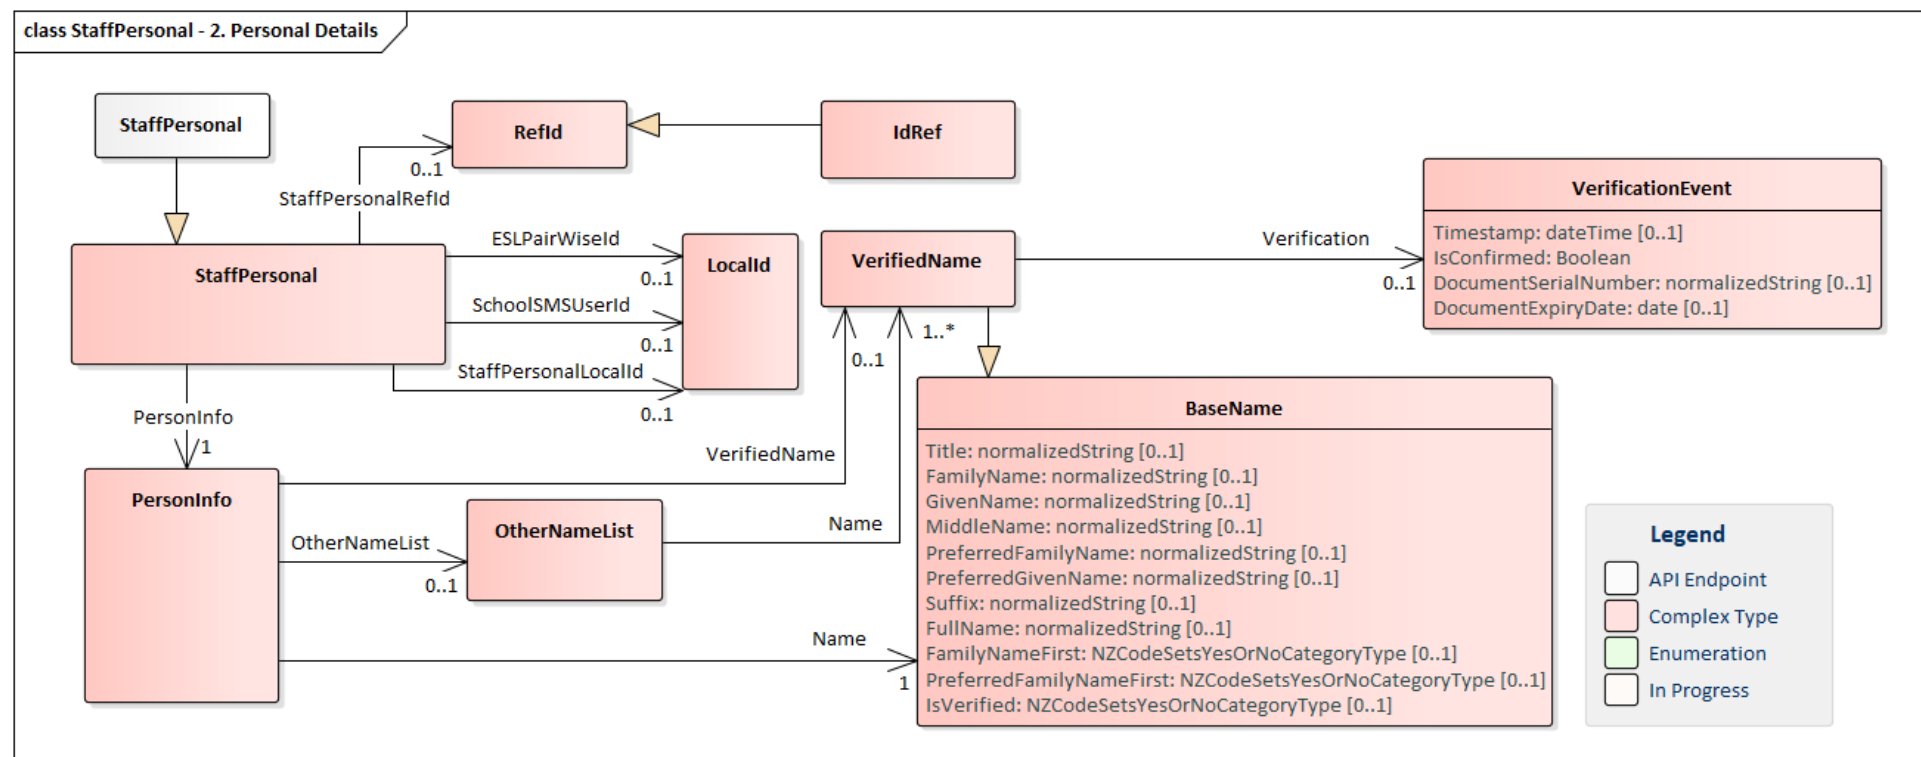 class StaffPersonal - 2. Personal Details
StaffPersonal
RefId
IdRef
0..1
StaffPersonalRefId
StaffPersonal
ESLPairWiseId
0..1
SchoolSMSUserId
0..1
StaffPersonalLocalId
0..1
LocalId
VerifiedName
Verification
0..1
VerificationEvent
Timestamp: dateTime [0..1]
IsConfirmed: Boolean
DocumentSerialNumber: normalizedString [0..1]
DocumentExpiryDate: date [0..1]
PersonInfo
1
VerifiedName
0..1
1..*
PersonInfo
OtherNameList
0..1
OtherNameList
Name
Name
1
BaseName
Title: normalizedString [0..1]
FamilyName: normalizedString [0..1]
GivenName: normalizedString [0..1]
MiddleName: normalizedString [0..1]
PreferredFamilyName: normalizedString [0..1]
PreferredGivenName: normalizedString [0..1]
Suffix: normalizedString [0..1]
FullName: normalizedString [0..1]
FamilyNameFirst: NZCodeSetsYesOrNoCategoryType [0..1]
PreferredFamilyNameFirst: NZCodeSetsYesOrNoCategoryType [0..1]
IsVerified: NZCodeSetsYesOrNoCategoryType [0..1]
Legend
API Endpoint
Complex Type
Enumeration
In Progress